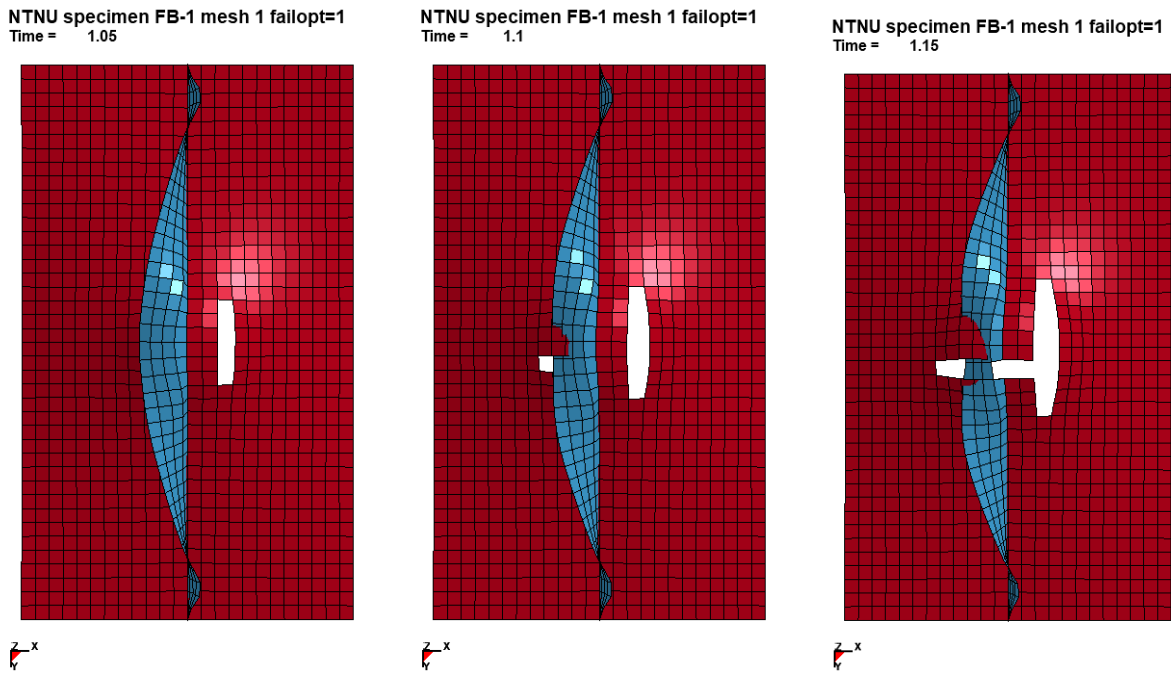 NTNU specimen FB-1 mesh 1 failopt=1
Time = 1.05
Z X
Y
NTNU specimen FB-1 mesh 1 failopt=1
Time = 1.1
Z X
Y
NTNU specimen FB-1 mesh 1 failopt=1
Time = 1.15
Z X
Y